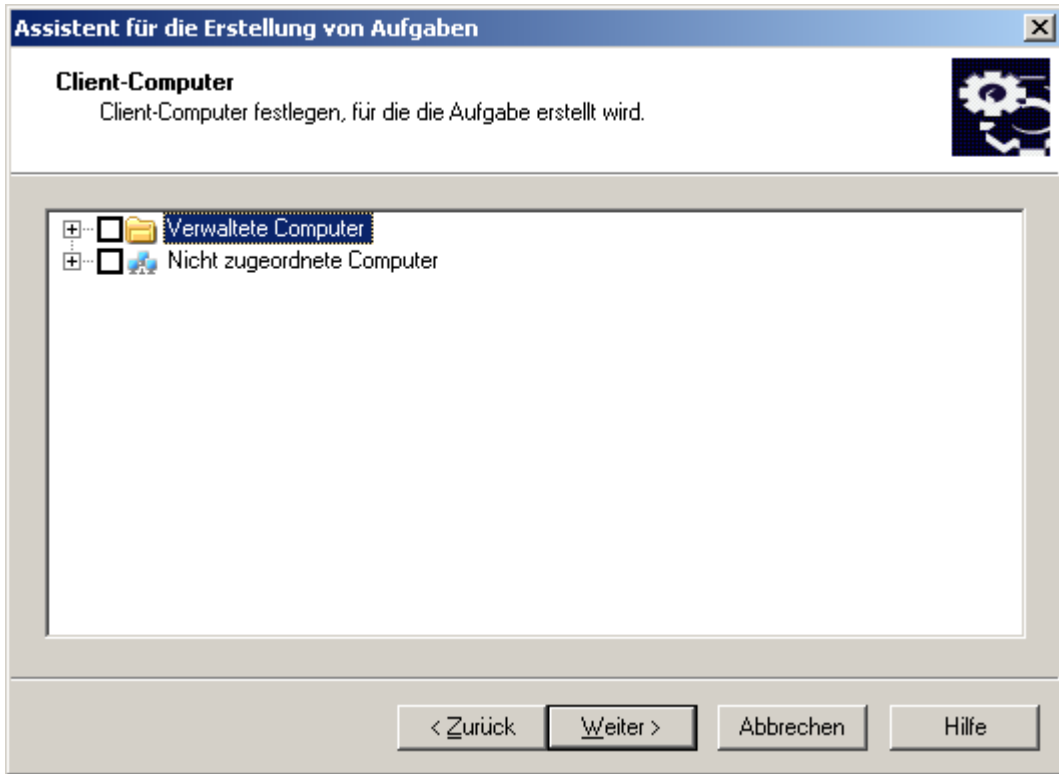 Assistent für die Erstellung von Aufgaben
Client-Computer
Client-Computer festlegen, für die die Aufgabe erstellt wird.
Verwaltete Computer
Nicht zugeordnete Computer
< Zurück Weiter > Abbrechen Hilfe